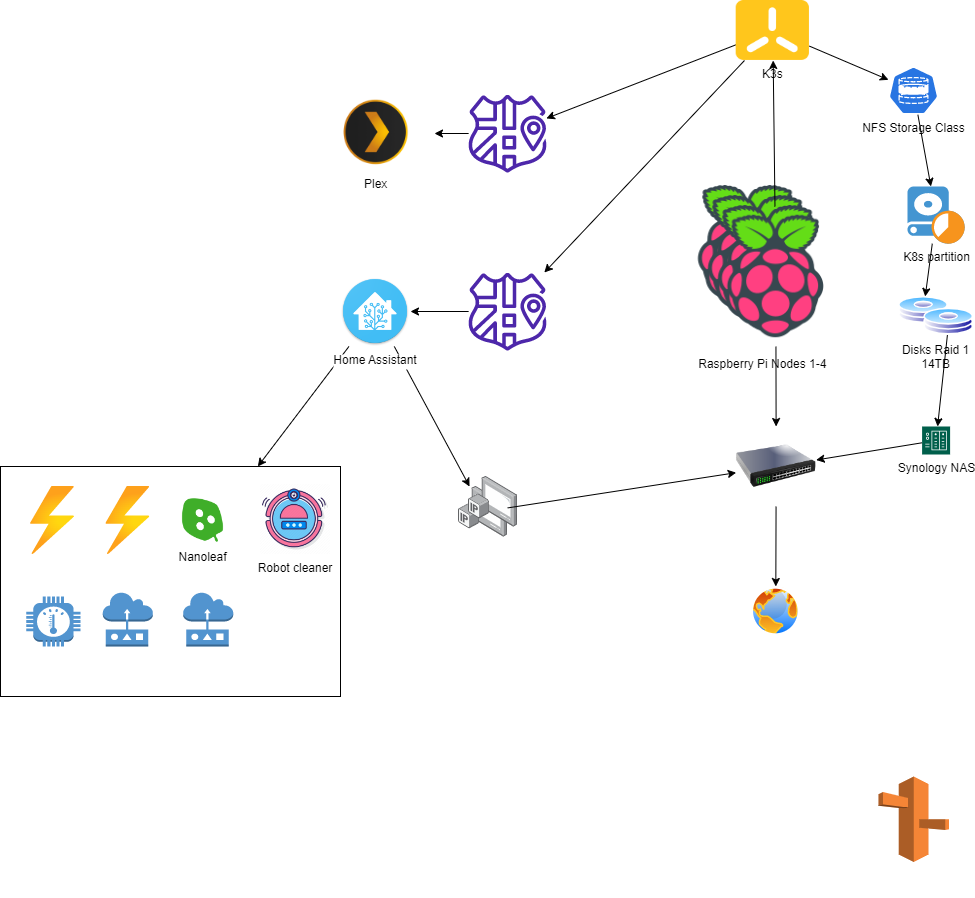 K3s
NFS Storage Class
Plex
K8s partition
Home Assistant
Raspberry Pi Nodes 1-4
Disks Raid 1
14TB
Synology NAS
IP
IP
Nanoleaf
Robot cleaner